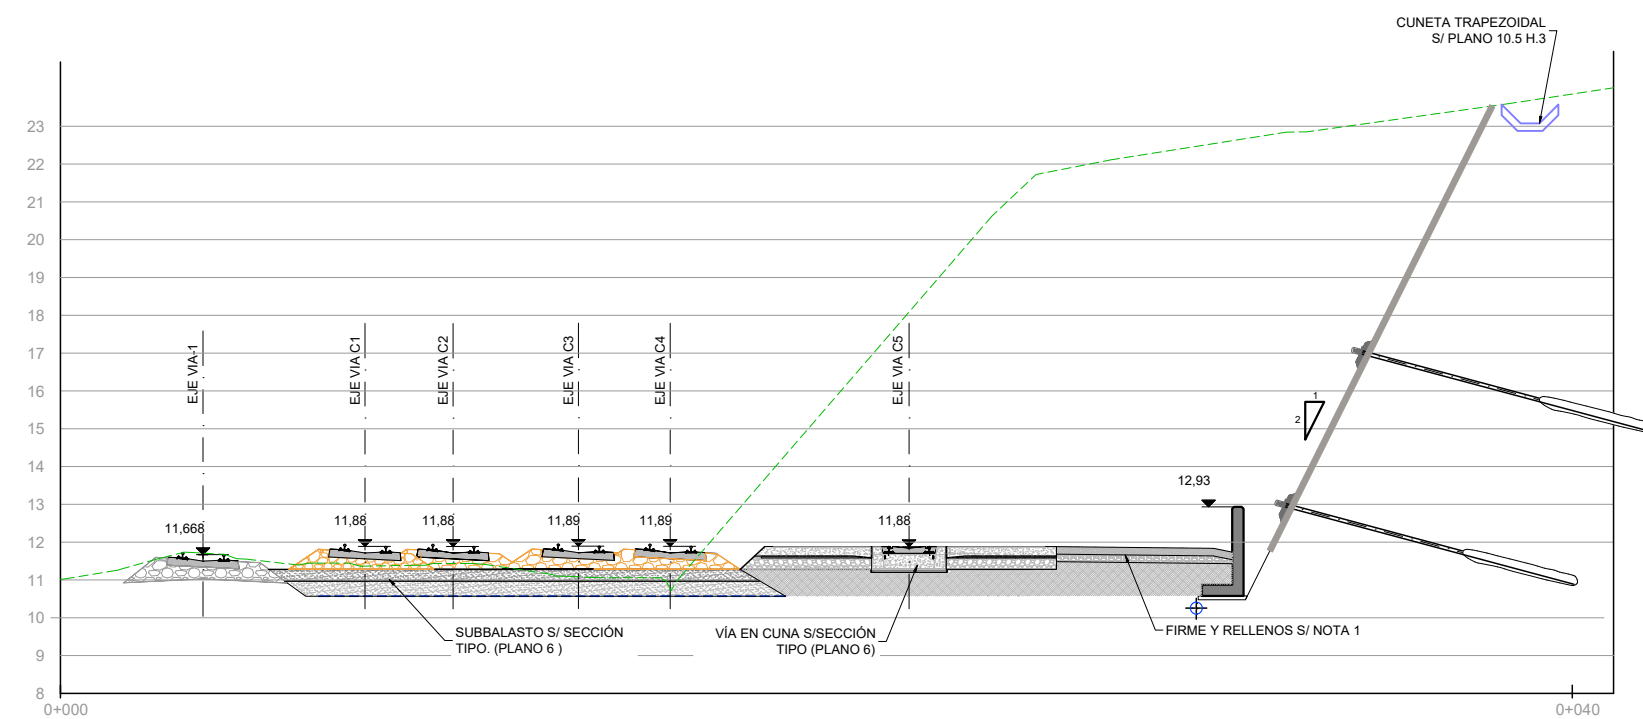 CUNETA TRAPEZOIDAL
S/ PLANO 10.5 H.3
23
22
21
20
19
18
17
16
15
14
13
12
11
10
9
8
EJE VIA-1
EJE VIA C1
EJE VIA C2
EJE VIA C3
EJE VIA C4
EJE VIA C5
1
2
12,93
11,668
11,88
11,88
11,89
11,89
11,88
SUBBALASTO S/ SECCIÓN
TIPO. (PLANO 6 )
VÍA EN CUNA S/SECCIÓN
TIPO (PLANO 6)
FIRME Y RELLENOS S/ NOTA 1
0+000
0+040